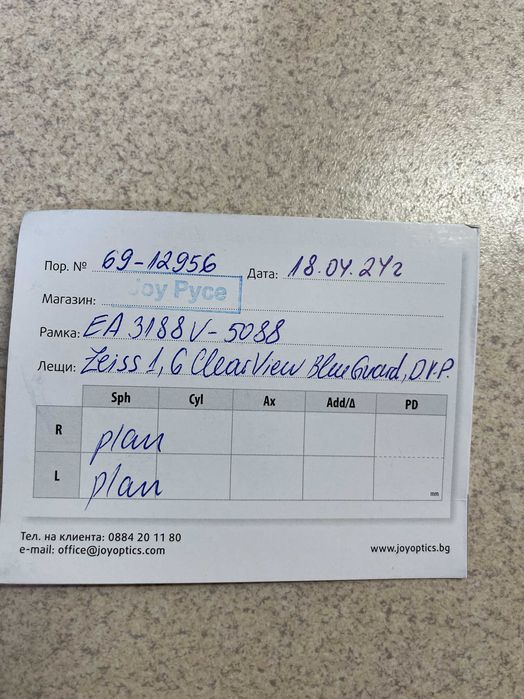 Пор. № 69-12956 Дата: 18.04.24г
Магазин: Joy Русе
Рамка: EA 3188V-5088
Лещи: Zeiss 1,6 ClearView BlueGuard, DVP.
Sph Cyl Ax Add/Δ PD
R plan
L plan
mm
Тел. на клиента: 0884 20 11 80
e-mail: office@joyoptics.com www.joyoptics.bg